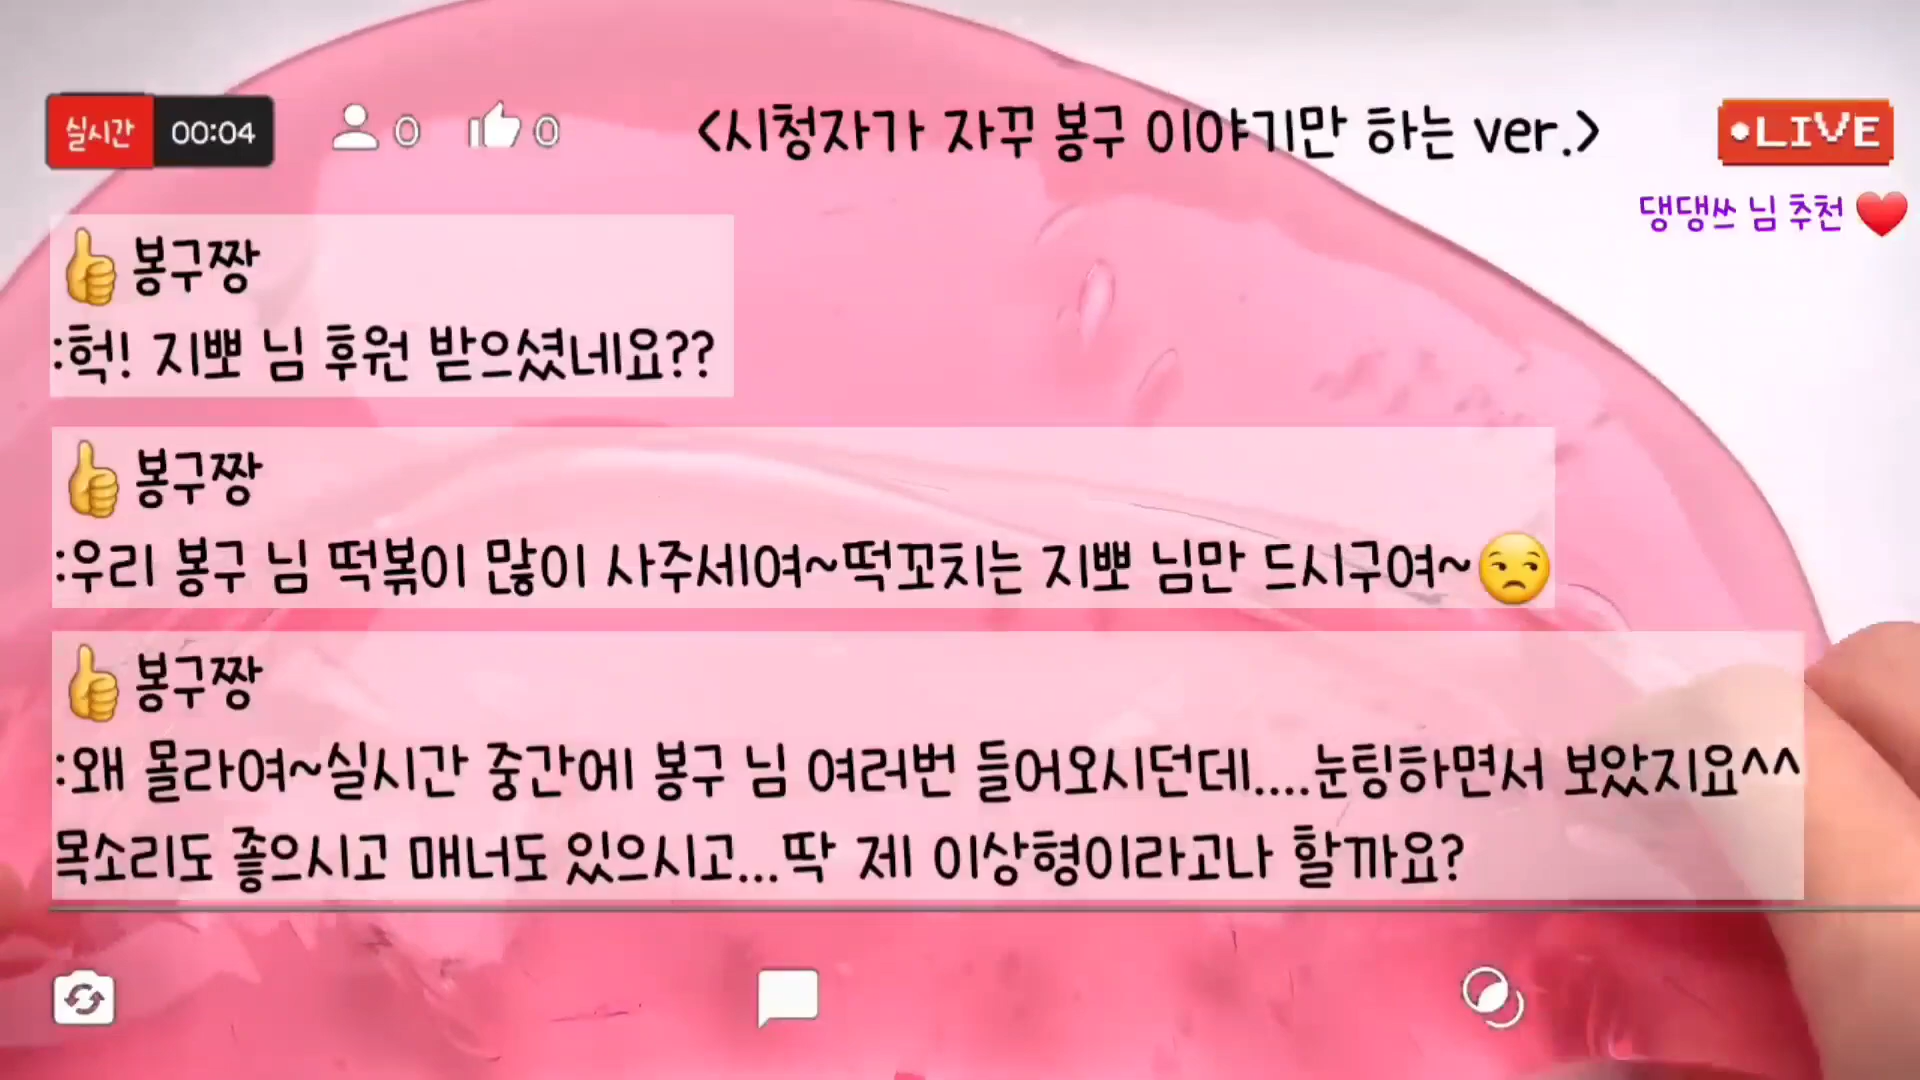 실시간 00:04 0 0 <시청자가 자꾸 봉구 이야기만 하는 ver.> LIVE
댕댕쓰 님 추천
봉구짱
:헉! 지뽀 님 후원 받으셨네요??
봉구짱
:우리 봉구 님 떡볶이 많이 사주세여~떡꼬치는 지뽀 님만 드시구여~
봉구짱
:왜 몰라여~실시간 중간에 봉구 님 여러번 들어오시던데....눈팅하면서 보았지요^^
목소리도 좋으시고 매너도 있으시고...딱 제 이상형이라고나 할까요?